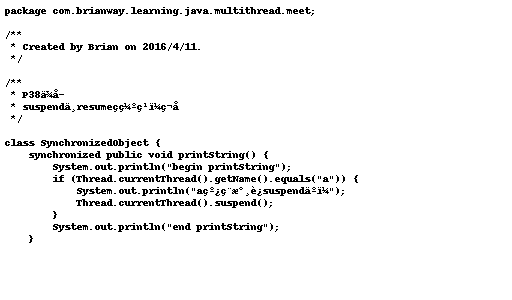 package com.brianway.learning.java.multithread.meet;
/**
 * Created by Brian on 2016/4/11.
 */
/**
 * P38ä¾å­
 * suspendä¸resumeçç¼ºç¹ï¼ç¬å
 */
class SynchronizedObject {
    synchronized public void printString() {
        System.out.println("begin printString");
        if (Thread.currentThread().getName().equals("a")) {
            System.out.println("açº¿ç¨æ°¸è¿suspendäºï¼");
            Thread.currentThread().suspend();
        }
        System.out.println("end printString");
    }